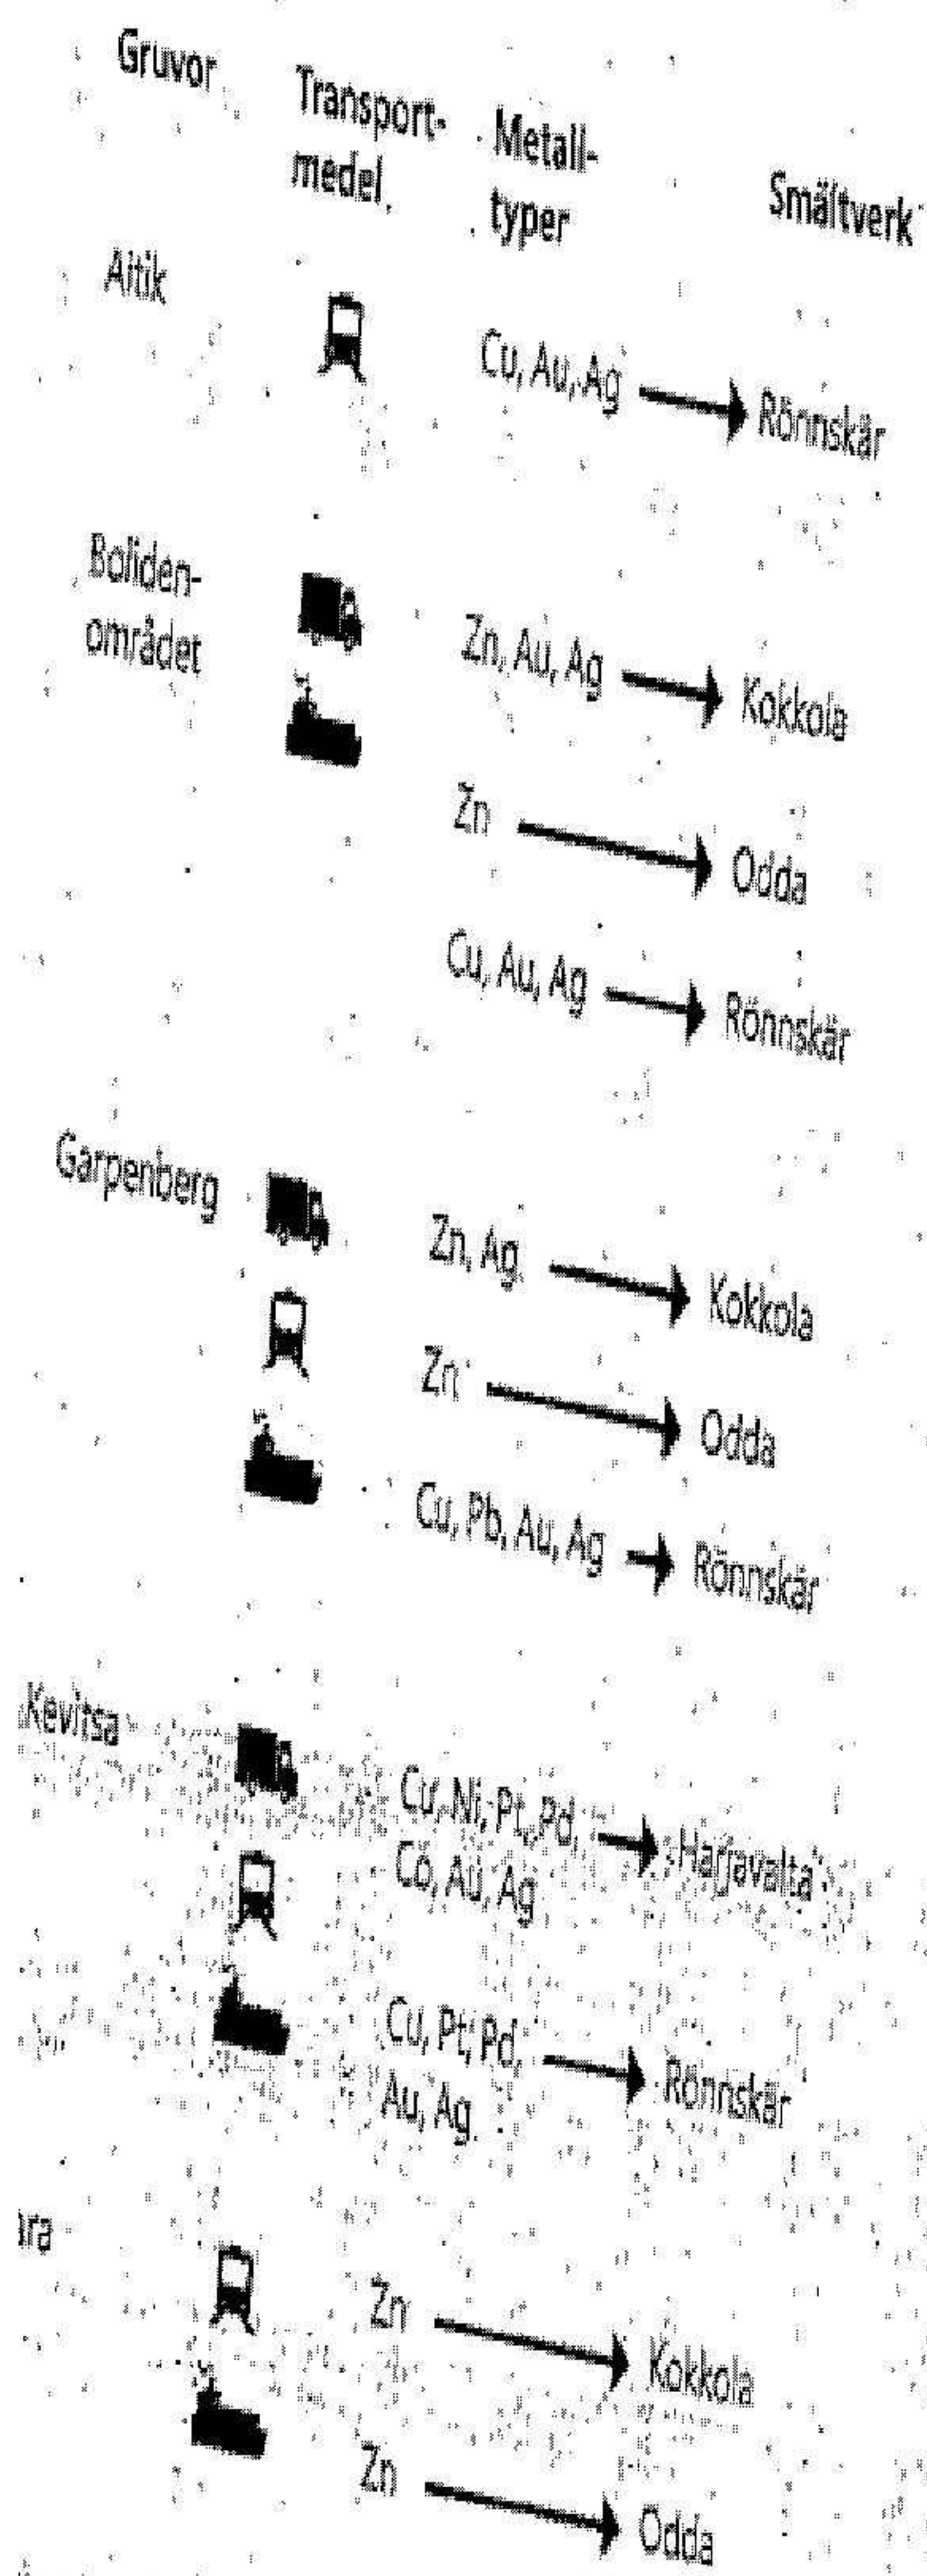 Gruvor Transport- Metall- Smältverk
medel typer
Aitik Cu, Au, Ag Rönnskär
Boliden-
området Zn, Au, Ag Kokkola
Zn Odda
Cu, Au, Ag Rönnskär
Garpenberg Zn, Ag Kokkola
Zn Odda
Cu, Pb, Au, Ag Rönnskär
Kevitsa Cu, Ni, Pt, Pd, Harjavalta
Co, Au, Ag
Cu, Pt, Pd, Rönnskär
Au, Ag
ara Zn Kokkola
Zn Odda